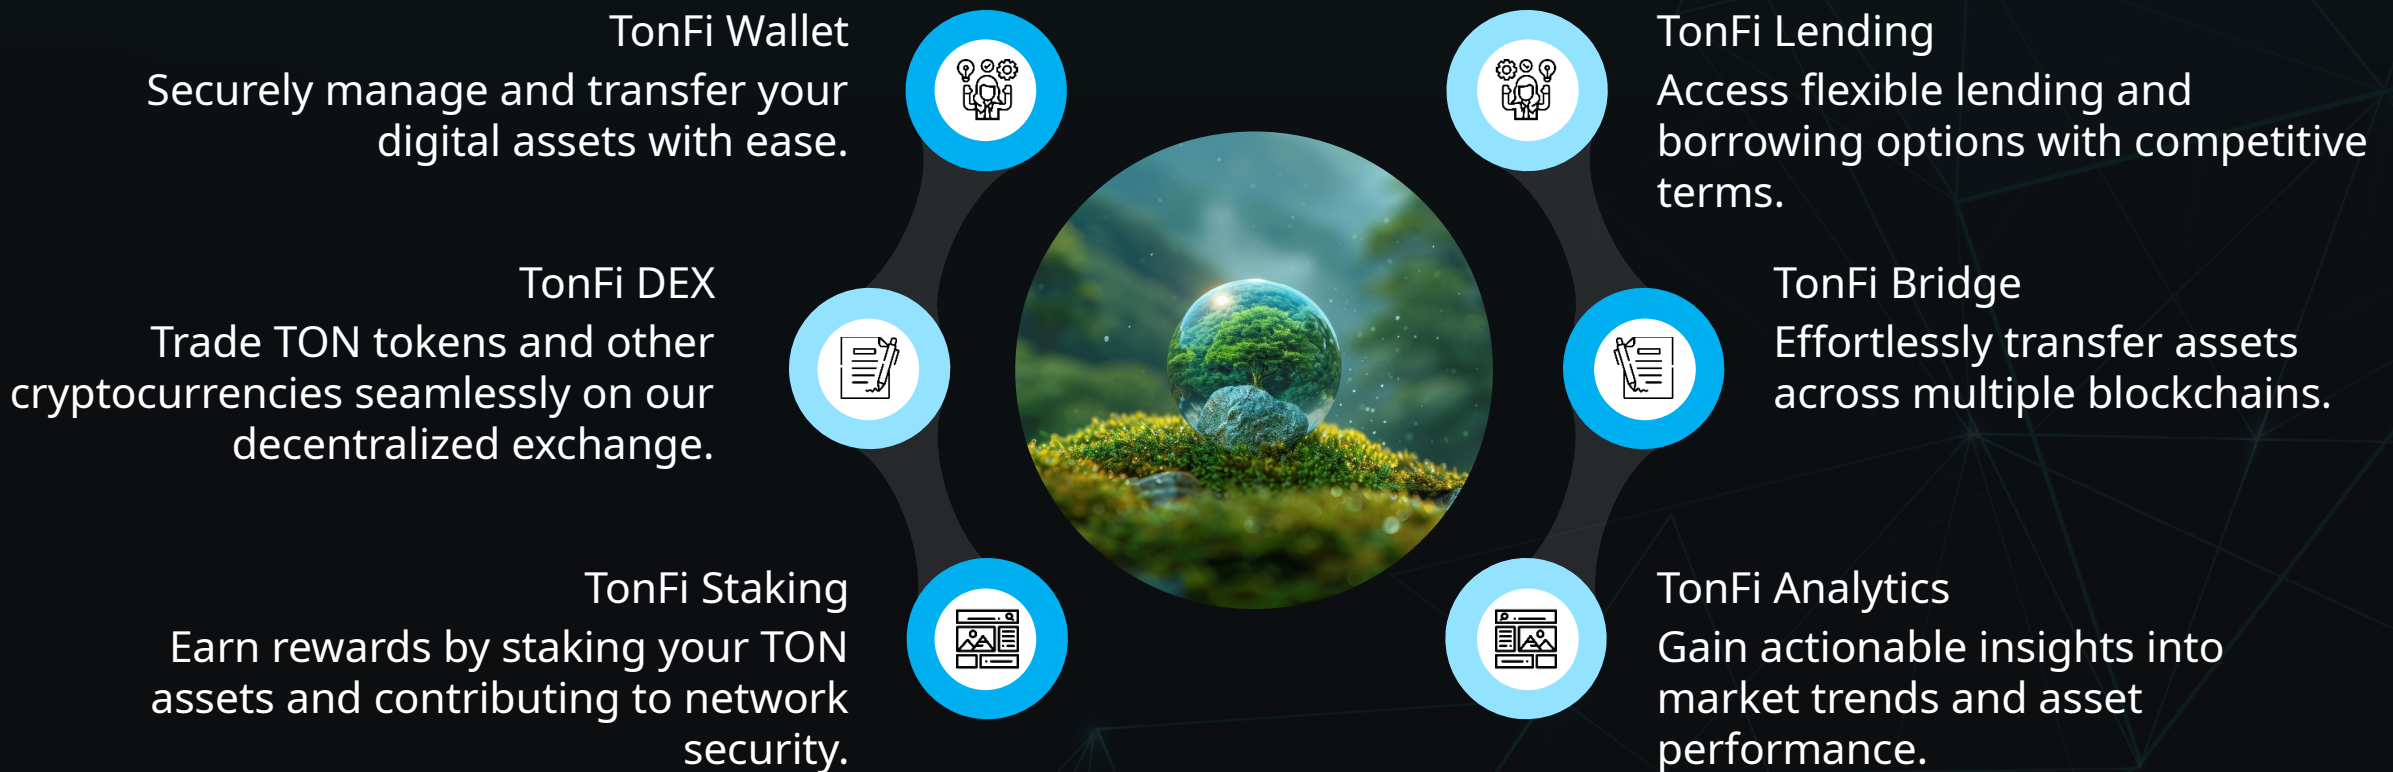 TonFi Wallet
Securely manage and transfer your
digital assets with ease.
TonFi DEX
Trade TON tokens and other
cryptocurrencies seamlessly on our
decentralized exchange.
TonFi Staking
Earn rewards by staking your TON
assets and contributing to network
security.
TonFi Lending
Access flexible lending and
borrowing options with competitive
terms.
TonFi Bridge
Effortlessly transfer assets
across multiple blockchains.
TonFi Analytics
Gain actionable insights into
market trends and asset
performance.